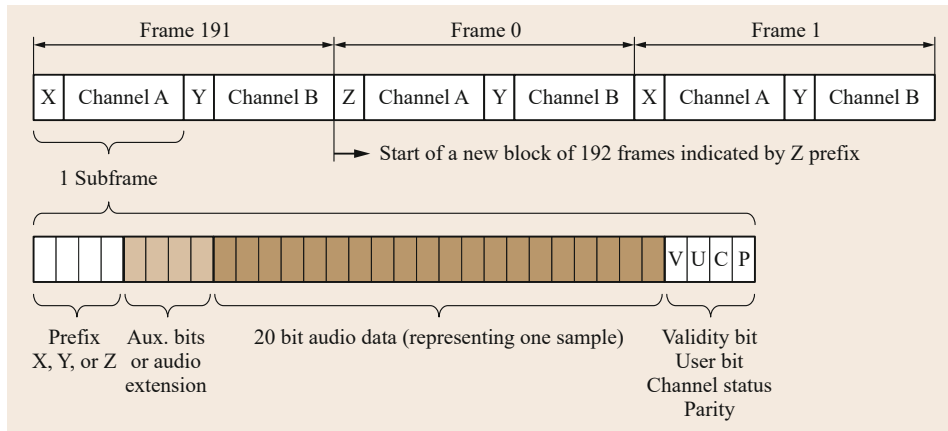 Frame 191 Frame 0 Frame 1
X Channel A Y Channel B Z Channel A Y Channel B X Channel A Y Channel B
Start of a new block of 192 frames indicated by Z prefix
1 Subframe
V U C P
Prefix
X, Y, or Z
Aux. bits
or audio
extension
20 bit audio data (representing one sample)
Validity bit
User bit
Channel status
Parity